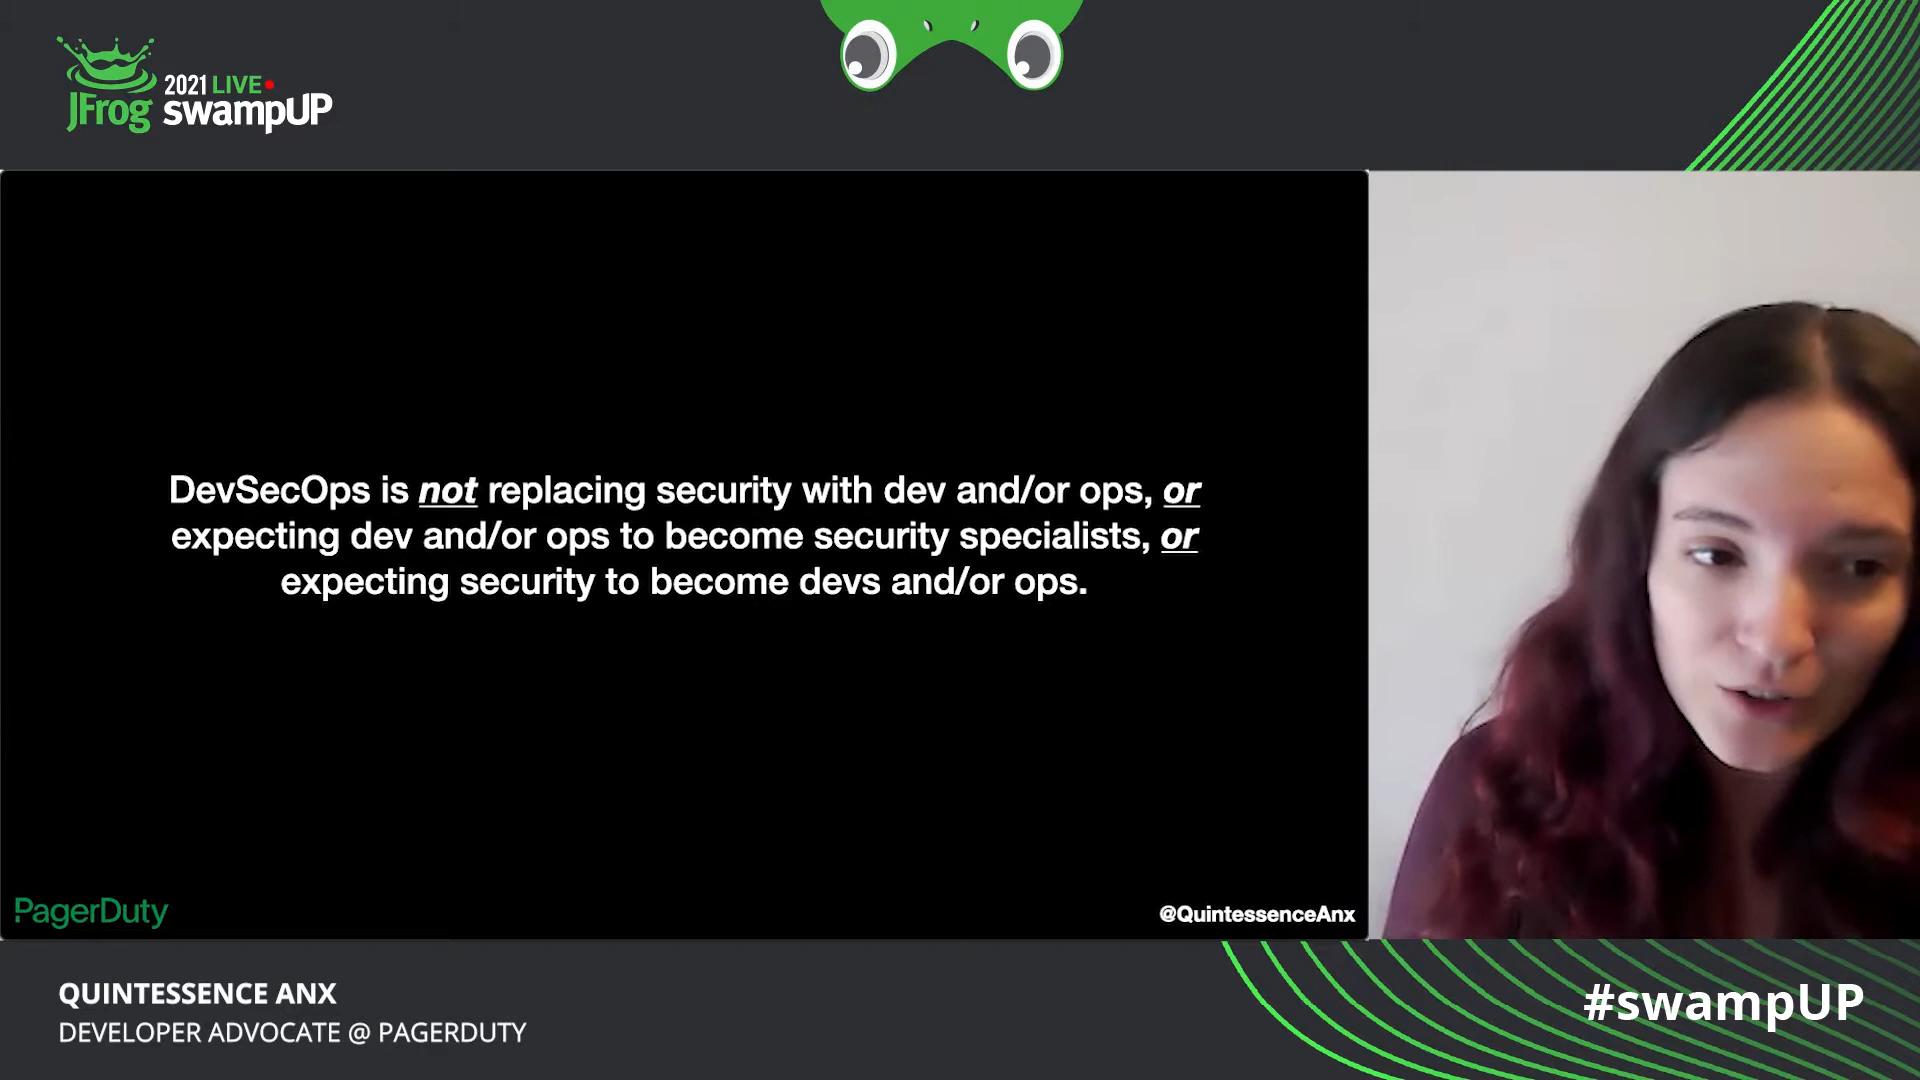 2021 LIVE
JFrog swampUP
DevSecOps is not replacing security with dev and/or ops, or
expecting dev and/or ops to become security specialists, or
expecting security to become devs and/or ops.
PagerDuty
@QuintessenceAnx
QUINTESSENCE ANX
DEVELOPER ADVOCATE @ PAGERDUTY
#swampUP